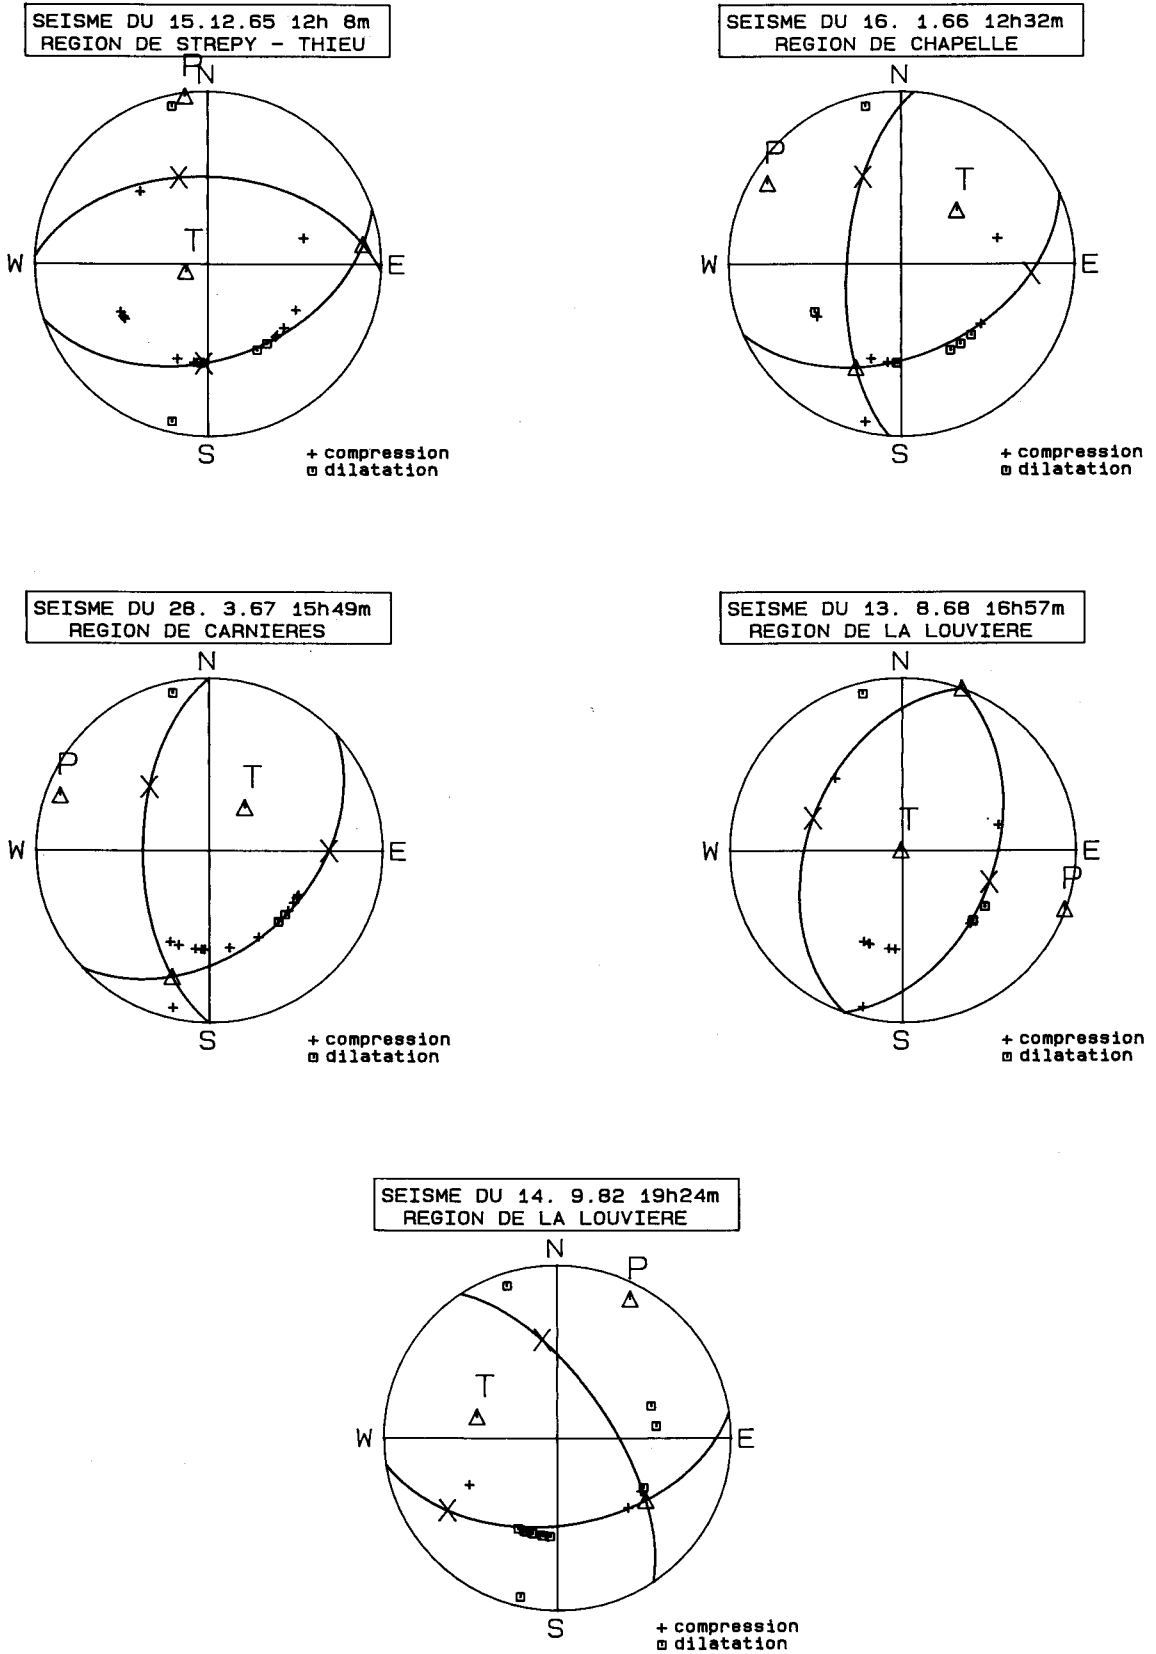 SEISME DU 15.12.65 12h 8m
REGION DE STREPY - THIEU
P
N
T
W
E
S
+ compression
dilatation
SEISME DU 16. 1.66 12h32m
REGION DE CHAPELLE
N
P
T
W
E
S
+ compression
dilatation
SEISME DU 28. 3.67 15h49m
REGION DE CARNIERES
N
P
T
W
E
S
+ compression
dilatation
SEISME DU 13. 8.68 16h57m
REGION DE LA LOUVIERE
N
T
W
E
P
S
+ compression
dilatation
SEISME DU 14. 9.82 19h24m
REGION DE LA LOUVIERE
N
P
T
W
E
S
+ compression
dilatation